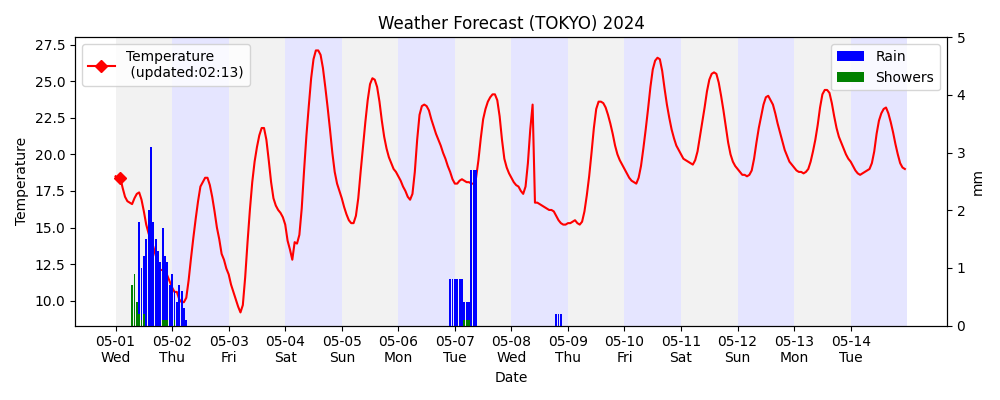 Weather Forecast (TOKYO) 2024
Temperature
(updated:02:13)
Rain
Showers
27.5
25.0
22.5
20.0
17.5
15.0
12.5
10.0
Temperature
5
4
3
2
1
0
mm
05-01 05-02 05-03 05-04 05-05 05-06 05-07 05-08 05-09 05-10 05-11 05-12 05-13 05-14
Wed Thu Fri Sat Sun Mon Tue Wed Thu Fri Sat Sun Mon Tue
Date